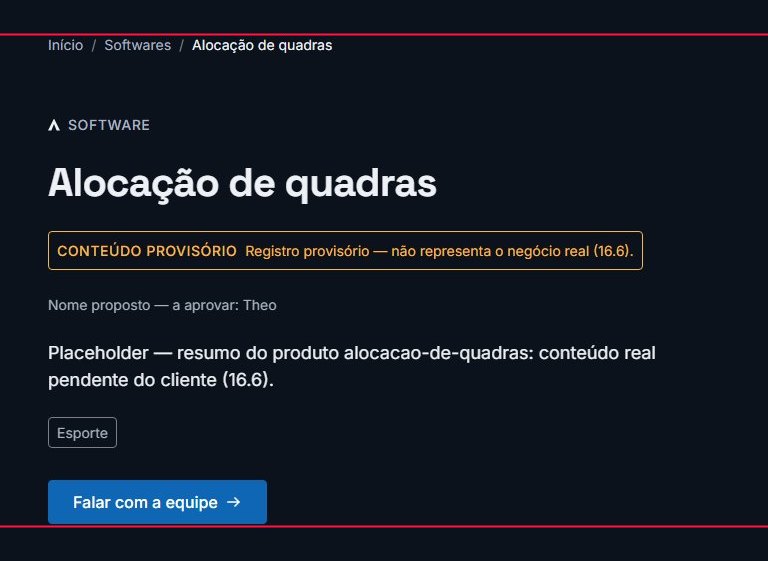 Início / Softwares / Alocação de quadras
SOFTWARE
Alocação de quadras
CONTEÚDO PROVISÓRIO Registro provisório — não representa o negócio real (16.6).
Nome proposto — a aprovar: Theo
Placeholder — resumo do produto alocacao-de-quadras: conteúdo real
pendente do cliente (16.6).
Esporte
Falar com a equipe →